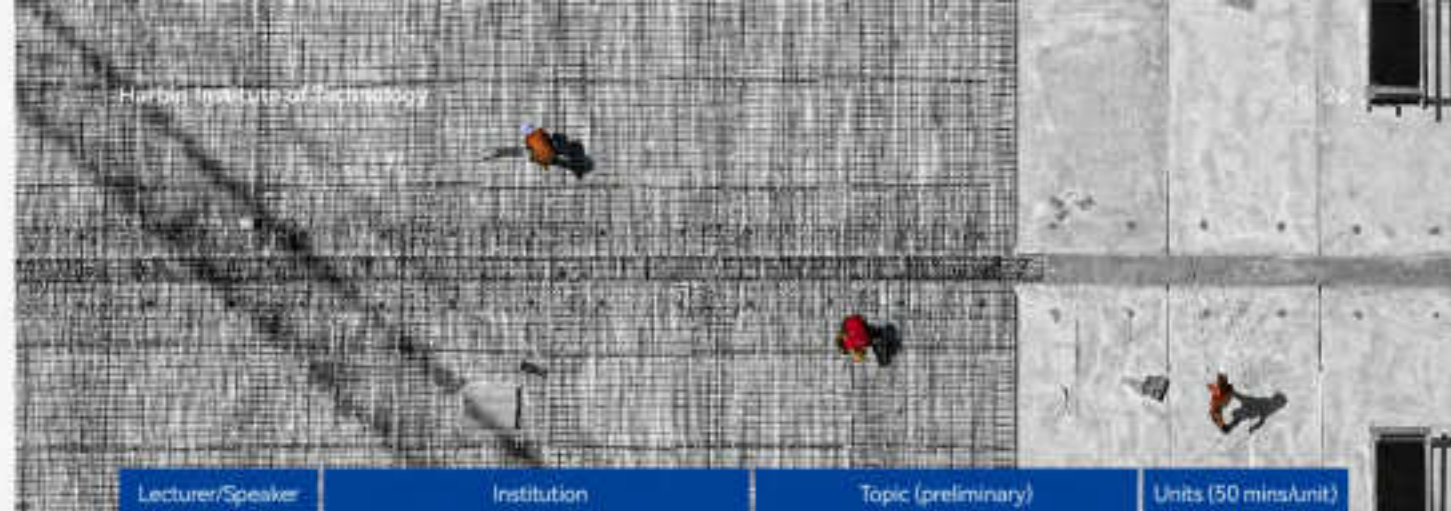 Harbin Institute of Technology
Lecturer/Speaker Institution Topic (preliminary) Units (50 mins/unit)